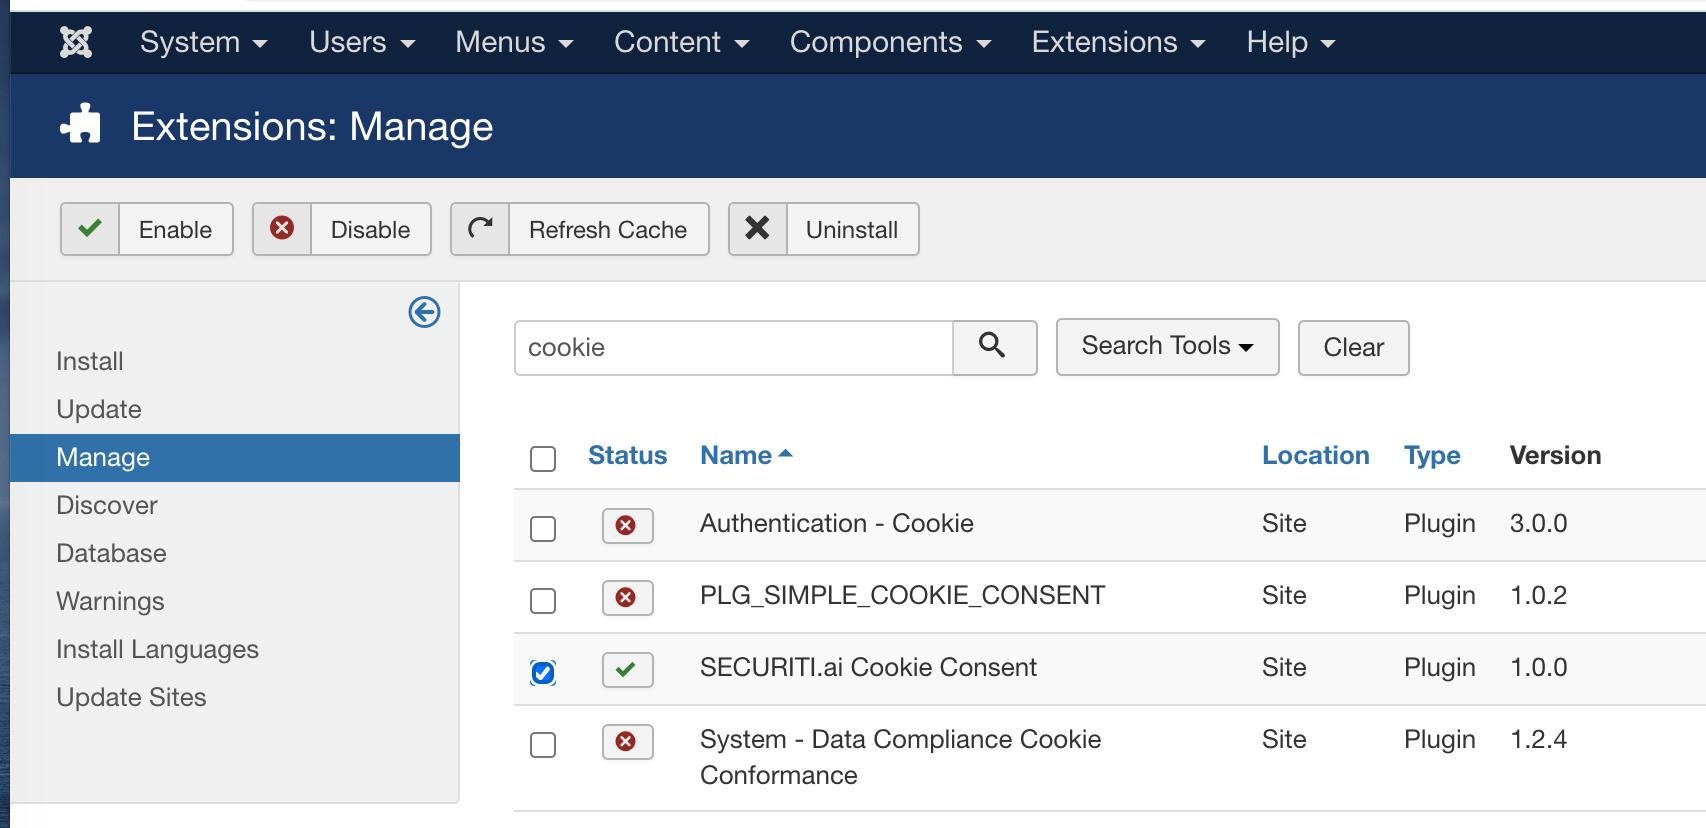 System Users Menus Content Components Extensions Help
Extensions: Manage
Enable Disable Refresh Cache Uninstall
Install
Update
Manage
Discover
Database
Warnings
Install Languages
Update Sites
cookie Search Tools Clear
Status Name Location Type Version
Authentication - Cookie Site Plugin 3.0.0
PLG_SIMPLE_COOKIE_CONSENT Site Plugin 1.0.2
SECURITI.ai Cookie Consent Site Plugin 1.0.0
System - Data Compliance Cookie Site Plugin 1.2.4
Conformance